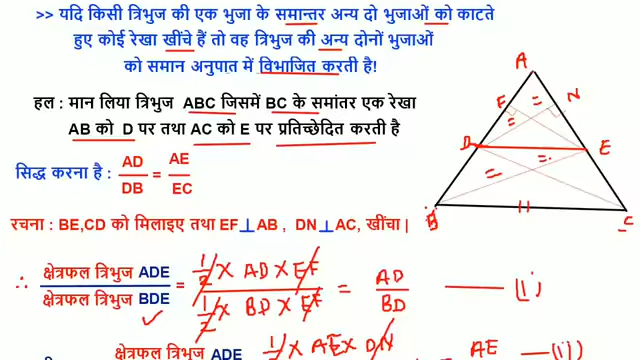 >> यदि किसी त्रिभुज की एक भुजा के समान्तर अन्य दो भुजाओं को काटते
हुए कोई रेखा खींचे हैं तो वह त्रिभुज की अन्य दोनों भुजाओं
को समान अनुपात में विभाजित करती है!
हल : मान लिया त्रिभुज ABC जिसमें BC के समांतर एक रेखा
AB को D पर तथा AC को E पर प्रतिच्छेदित करती है
सिद्ध करना है : AD/DB = AE/EC
रचना : BE,CD को मिलाइए तथा EF⊥AB , DN⊥AC, खींचा |
∴ क्षेत्रफल त्रिभुज ADE / क्षेत्रफल त्रिभुज BDE = 1/2 × AD × EF / 1/2 × BD × EF = AD/BD —— (i)
क्षेत्रफल त्रिभुज ADE 1/2 × AE × DN = AE —— (ii)
A
F N
D E
B C